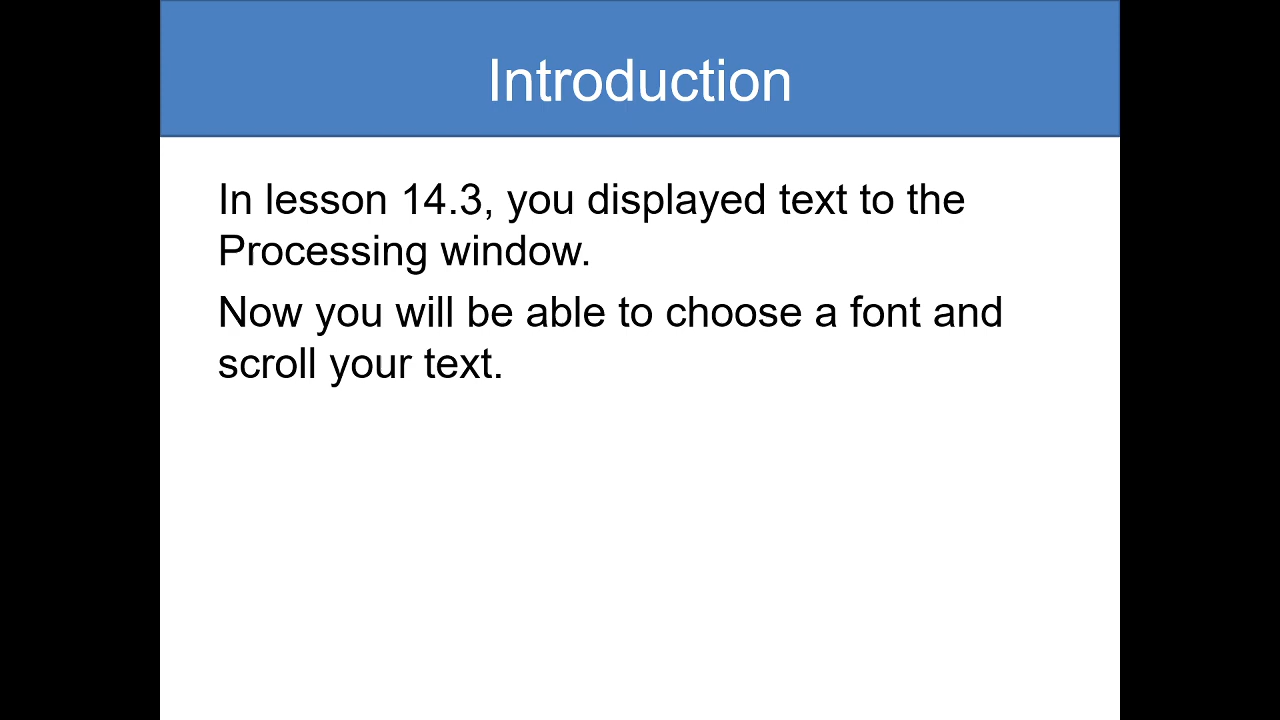 Introduction
In lesson 14.3, you displayed text to the
Processing window.
Now you will be able to choose a font and
scroll your text.